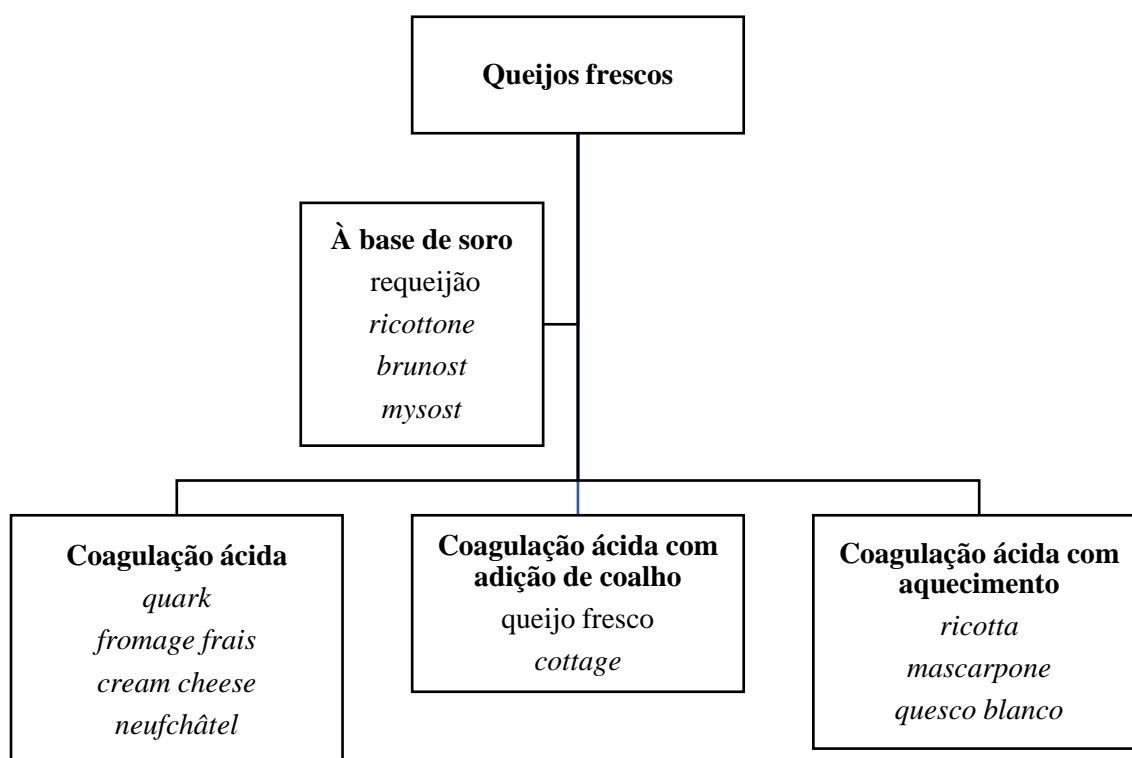 Queijos frescos
À base de soro
requeijão
ricottone
brunost
mysost
Coagulação ácida
quark
fromage frais
cream cheese
neufchâtel
Coagulação ácida com
adição de coalho
queijo fresco
cottage
Coagulação ácida com
aquecimento
ricotta
mascarpone
quesco blanco